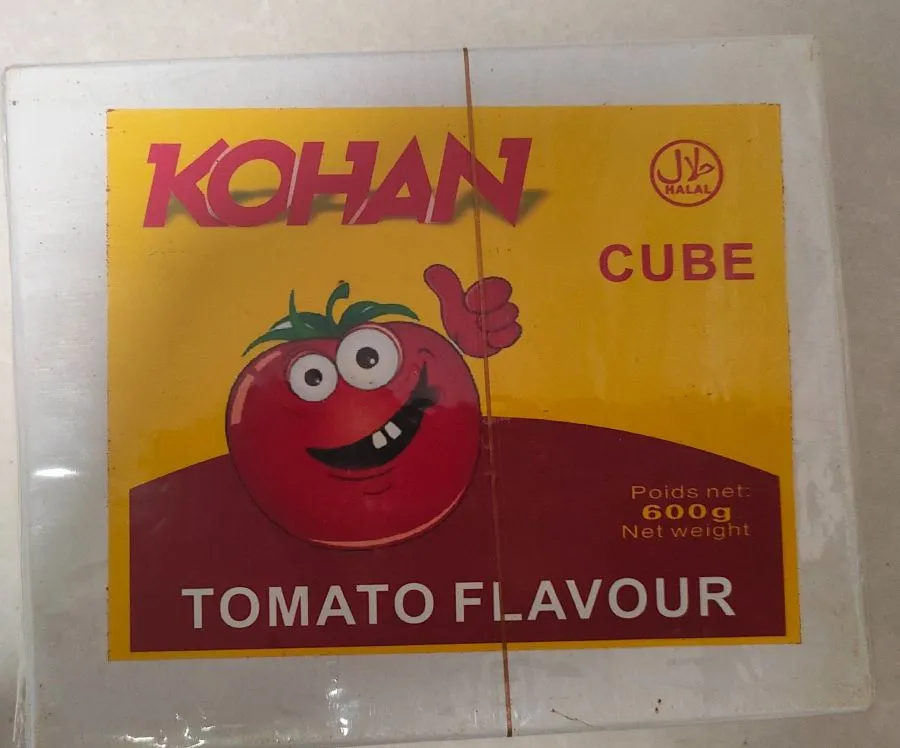 KOHAN
حلال
HALAL
CUBE
Poids net:
600g
Net weight
TOMATO FLAVOUR